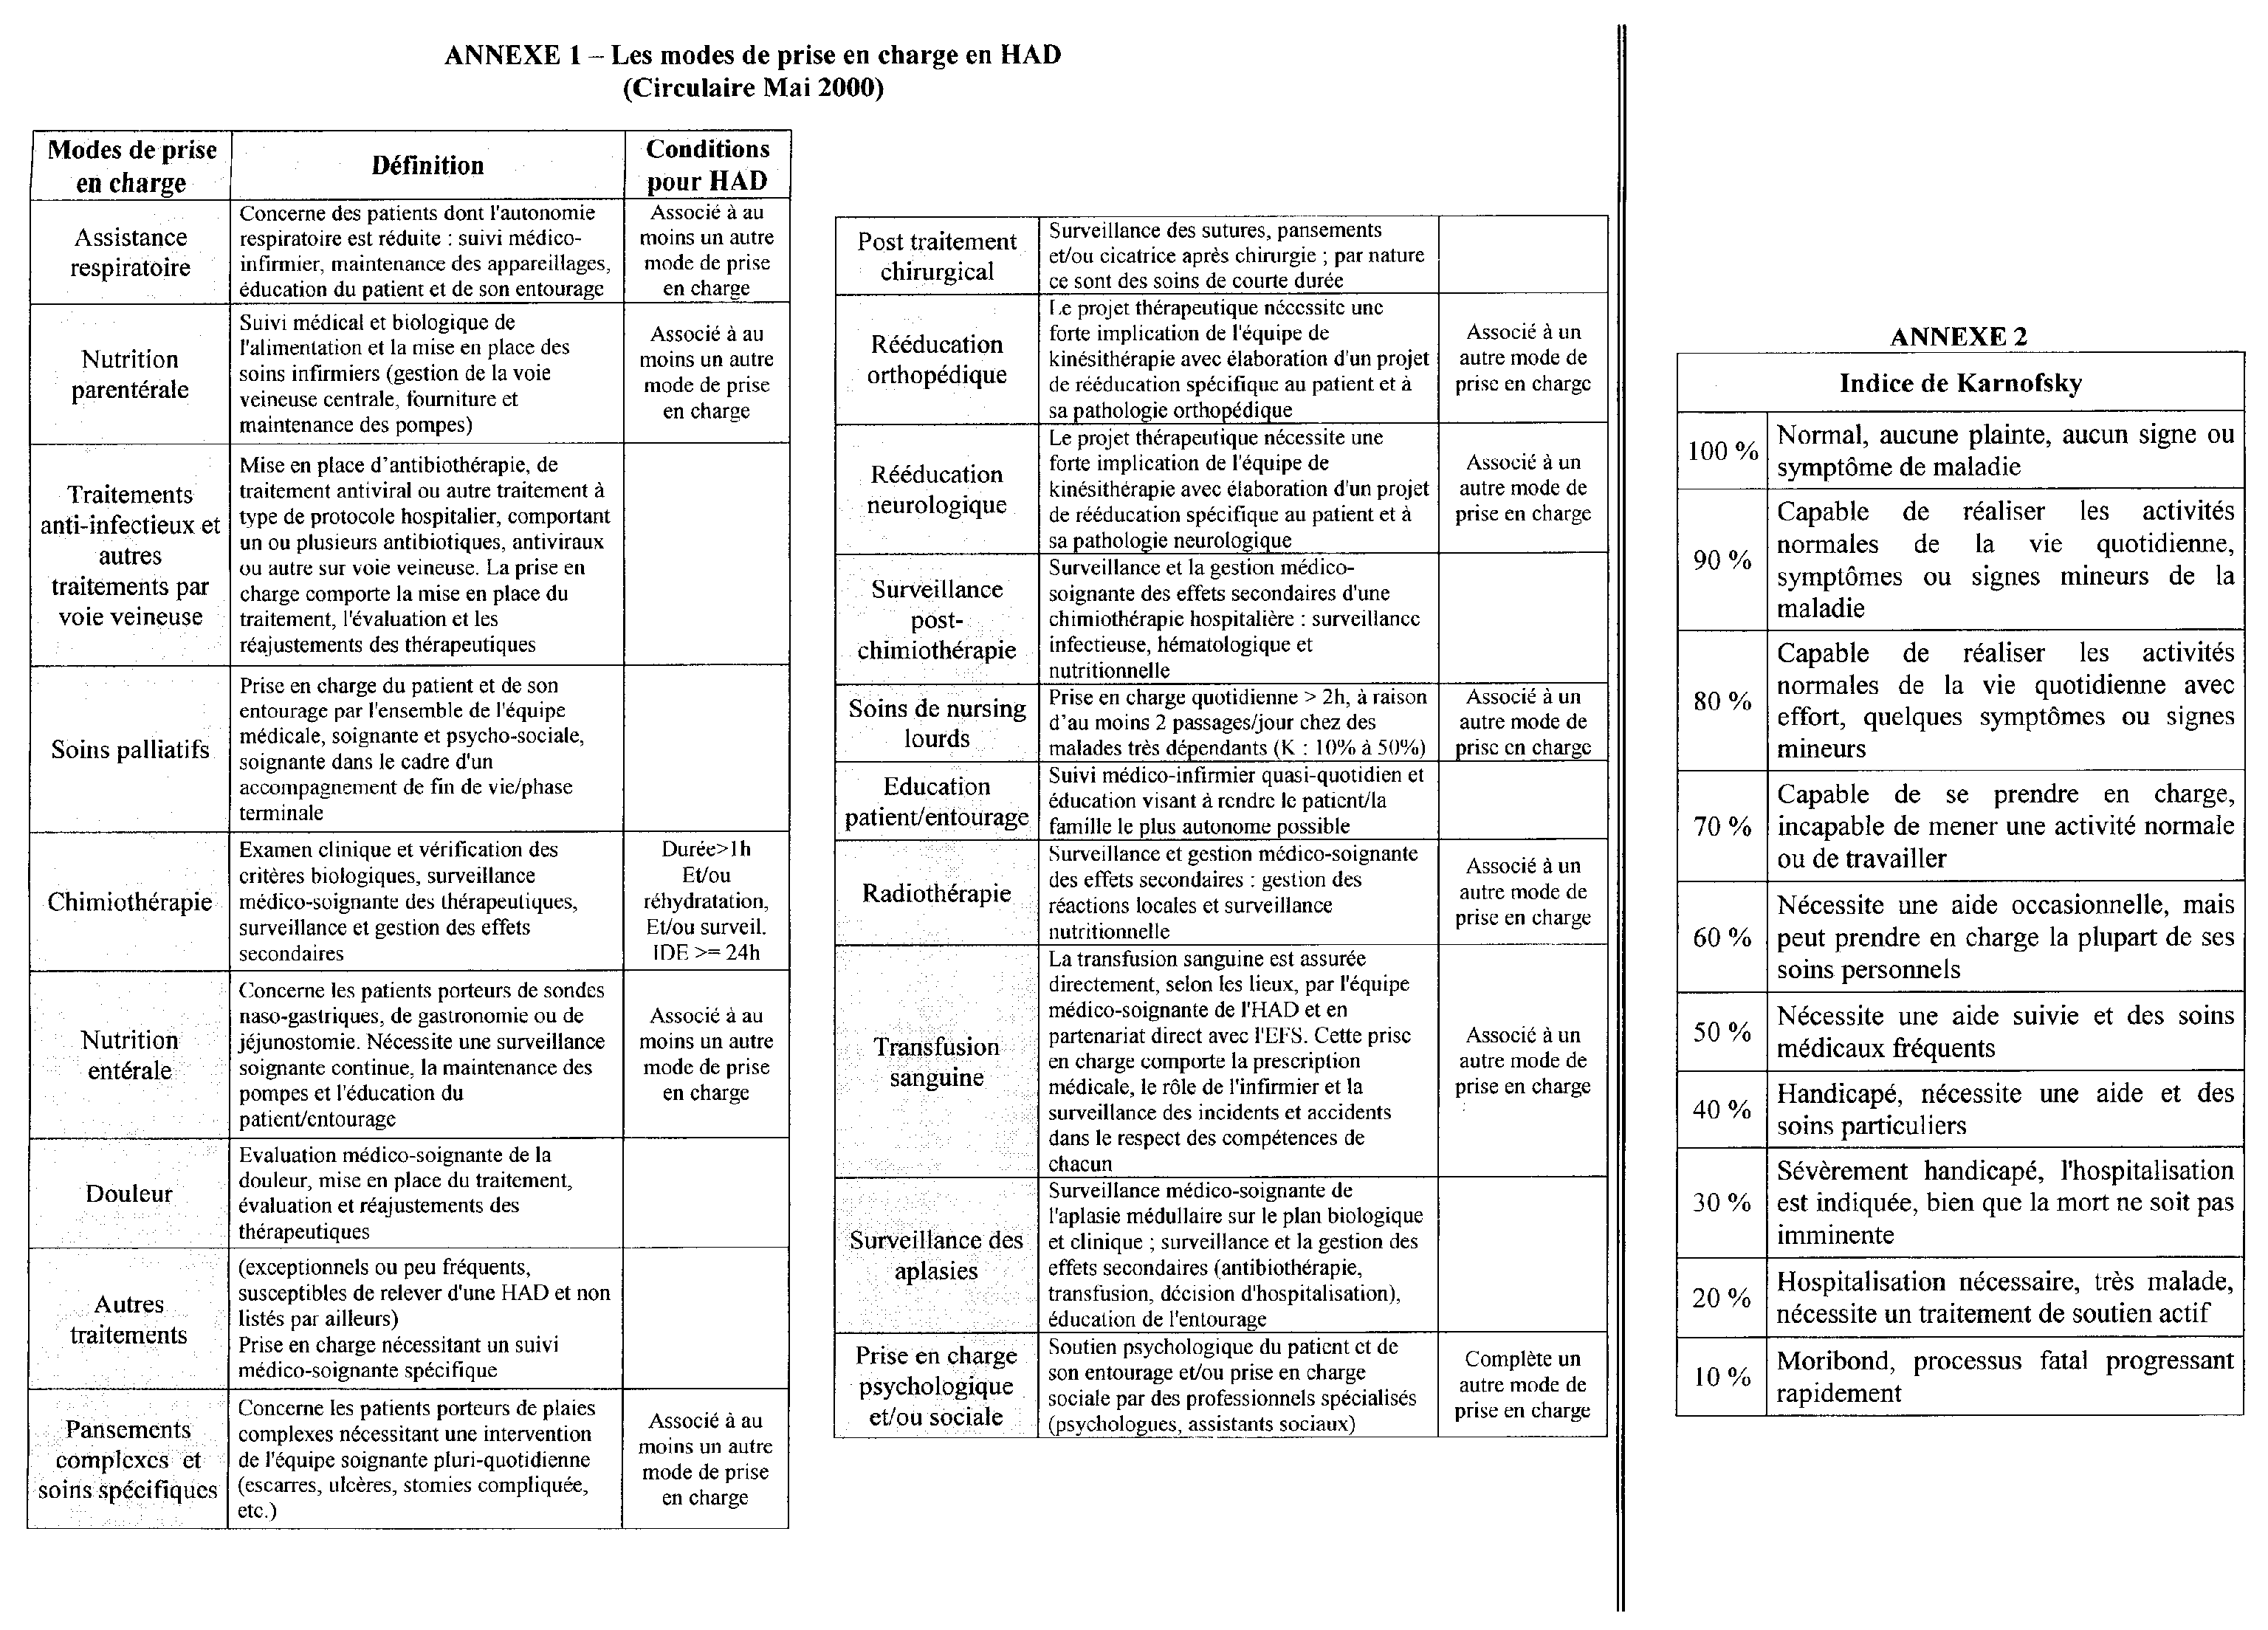 ANNEXE 1 – Les modes de prise en charge en HAD
(Circulaire Mai 2000)
Modes de prise
en charge
Définition
Conditions
pour HAD
Assistance
respiratoire
Concerne des patients dont l'autonomie
respiratoire est réduite : suivi médico-
infirmier, maintenance des appareillages,
éducation du patient et de son entourage
Associé à au
moins un autre
mode de prise
en charge
Nutrition
parentérale
Suivi médical et biologique de
l'alimentation et la mise en place des
soins infirmiers (gestion de la voie
veineuse centrale, fourniture et
maintenance des pompes)
Associé à au
moins un autre
mode de prise
en charge
Traitements
anti-infectieux et
autres
traitements par
voie veineuse
Mise en place d'antibiothérapie, de
traitement antiviral ou autre traitement à
type de protocole hospitalier, comportant
un ou plusieurs antibiotiques, antiviraux
ou autre sur voie veineuse. La prise en
charge comporte la mise en place du
traitement, l'évaluation et les
réajustements des thérapeutiques
Soins palliatifs
Prise en charge du patient et de son
entourage par l'ensemble de l'équipe
médicale, soignante et psycho-sociale,
soignante dans le cadre d'un
accompagnement de fin de vie/phase
terminale
Chimiothérapie
Examen clinique et vérification des
critères biologiques, surveillance
médico-soignante des thérapeutiques,
surveillance et gestion des effets
secondaires
Durée>1h
Et/ou
réhydratation,
Et/ou surveil.
IDE >= 24h
Nutrition
entérale
Concerne les patients porteurs de sondes
naso-gastriques, de gastronomie ou de
jéjunostomie. Nécessite une surveillance
soignante continue, la maintenance des
pompes et l'éducation du
patient/entourage
Associé à au
moins un autre
mode de prise
en charge
Douleur
Evaluation médico-soignante de la
douleur, mise en place du traitement,
évaluation et réajustements des
thérapeutiques
Autres
traitements
(exceptionnels ou peu fréquents,
susceptibles de relever d'une HAD et non
listés par ailleurs)
Prise en charge nécessitant un suivi
médico-soignante spécifique
Pansements
complexes et
soins spécifiques
Concerne les patients porteurs de plaies
complexes nécessitant une intervention
de l'équipe soignante pluri-quotidienne
(escarres, ulcères, stomies compliquée,
etc.)
Associé à au
moins un autre
mode de prise
en charge
Post traitement
chirurgical
Surveillance des sutures, pansements
et/ou cicatrice après chirurgie ; par nature
ce sont des soins de courte durée
Rééducation
orthopédique
Le projet thérapeutique nécessite une
forte implication de l'équipe de
kinésithérapie avec élaboration d'un projet
de rééducation spécifique au patient et à
sa pathologie orthopédique
Associé à un
autre mode de
prise en charge
Rééducation
neurologique
Le projet thérapeutique nécessite une
forte implication de l'équipe de
kinésithérapie avec élaboration d'un projet
de rééducation spécifique au patient et à
sa pathologie neurologique
Associé à un
autre mode de
prise en charge
Surveillance
post-
chimiothérapie
Surveillance et la gestion médico-
soignante des effets secondaires d'une
chimiothérapie hospitalière : surveillance
infectieuse, hématologique et
nutritionnelle
Soins de nursing
lourds
Prise en charge quotidienne > 2h, à raison
d'au moins 2 passages/jour chez des
malades très dépendants (K : 10% à 50%)
Associé à un
autre mode de
prise en charge
Education
patient/entourage
Suivi médico-infirmier quasi-quotidien et
éducation visant à rendre le patient/la
famille le plus autonome possible
Radiothérapie
Surveillance et gestion médico-soignante
des effets secondaires : gestion des
réactions locales et surveillance
nutritionnelle
Associé à un
autre mode de
prise en charge
Transfusion
sanguine
La transfusion sanguine est assurée
directement, selon les lieux, par l'équipe
médico-soignante de l'HAD et en
partenariat direct avec l'EFS. Cette prise
en charge comporte la prescription
médicale, le rôle de l'infirmier et la
surveillance des incidents et accidents
dans le respect des compétences de
chacun
Associé à un
autre mode de
prise en charge
Surveillance des
aplasies
Surveillance médico-soignante de
l'aplasie médullaire sur le plan biologique
et clinique ; surveillance et la gestion des
effets secondaires (antibiothérapie,
transfusion, décision d'hospitalisation),
éducation de l'entourage
Prise en charge
psychologique
et/ou sociale
Soutien psychologique du patient et de
son entourage et/ou prise en charge
sociale par des professionnels spécialisés
(psychologues, assistants sociaux)
Complète un
autre mode de
prise en charge
ANNEXE 2
Indice de Karnofsky
100 %
Normal, aucune plainte, aucun signe ou
symptôme de maladie
90 %
Capable de réaliser les activités
normales de la vie quotidienne,
symptômes ou signes mineurs de la
maladie
80 %
Capable de réaliser les activités
normales de la vie quotidienne avec
effort, quelques symptômes ou signes
mineurs
70 %
Capable de se prendre en charge,
incapable de mener une activité normale
ou de travailler
60 %
Nécessite une aide occasionnelle, mais
peut prendre en charge la plupart de ses
soins personnels
50 %
Nécessite une aide suivie et des soins
médicaux fréquents
40 %
Handicapé, nécessite une aide et des
soins particuliers
30 %
Sévèrement handicapé, l'hospitalisation
est indiquée, bien que la mort ne soit pas
imminente
20 %
Hospitalisation nécessaire, très malade,
nécessite un traitement de soutien actif
10 %
Moribond, processus fatal progressant
rapidement